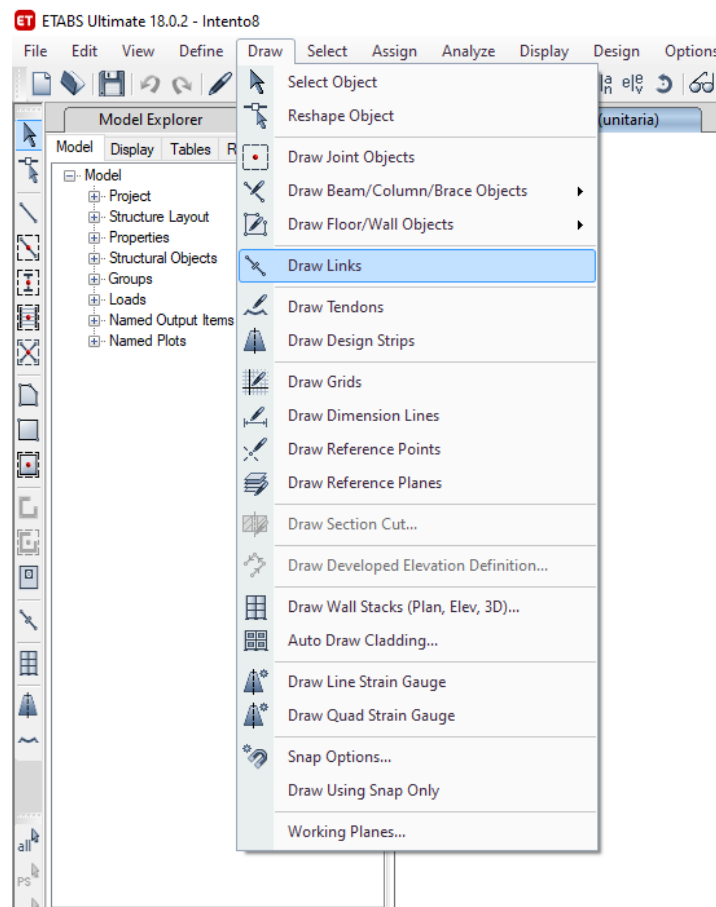 ET ETABS Ultimate 18.0.2 - Intento8
File Edit View Define Draw Select Assign Analyze Display Design Options
Model Explorer
(unitaria)
Model Display Tables R
Model
Project
Structure Layout
Properties
Structural Objects
Groups
Loads
Named Output Items
Named Plots
Select Object
Reshape Object
Draw Joint Objects
Draw Beam/Column/Brace Objects
Draw Floor/Wall Objects
Draw Links
Draw Tendons
Draw Design Strips
Draw Grids
Draw Dimension Lines
Draw Reference Points
Draw Reference Planes
Draw Section Cut...
Draw Developed Elevation Definition...
Draw Wall Stacks (Plan, Elev, 3D)...
Auto Draw Cladding...
Draw Line Strain Gauge
Draw Quad Strain Gauge
Snap Options...
Draw Using Snap Only
Working Planes...
all
PS